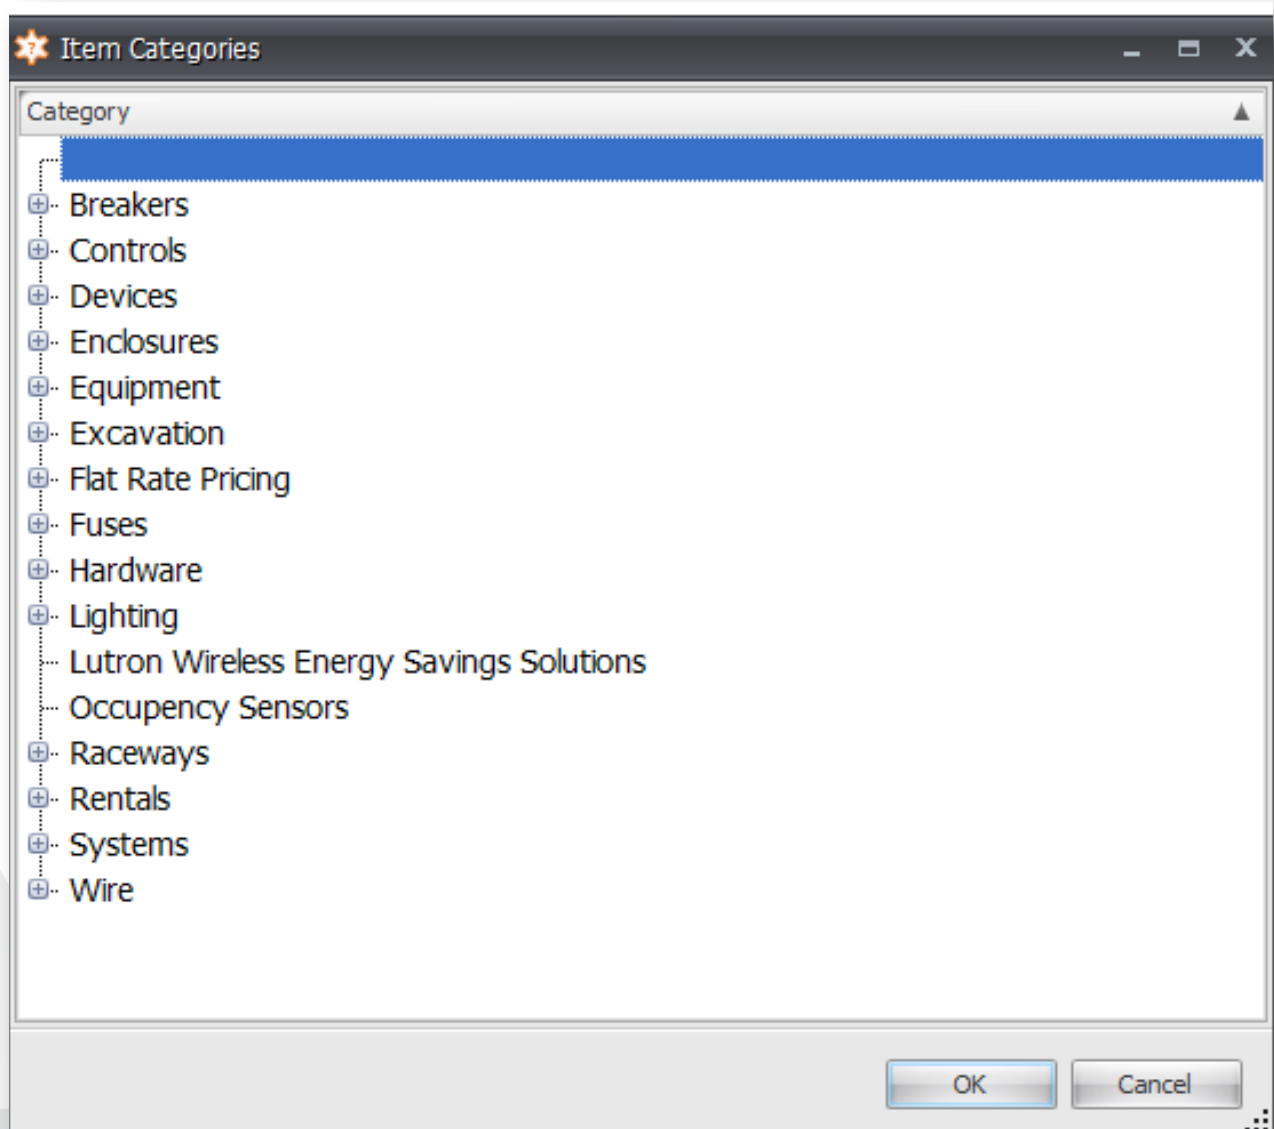 Item Categories
Category
Breakers
Controls
Devices
Enclosures
Equipment
Excavation
Flat Rate Pricing
Fuses
Hardware
Lighting
Lutron Wireless Energy Savings Solutions
Occupency Sensors
Raceways
Rentals
Systems
Wire
OK Cancel